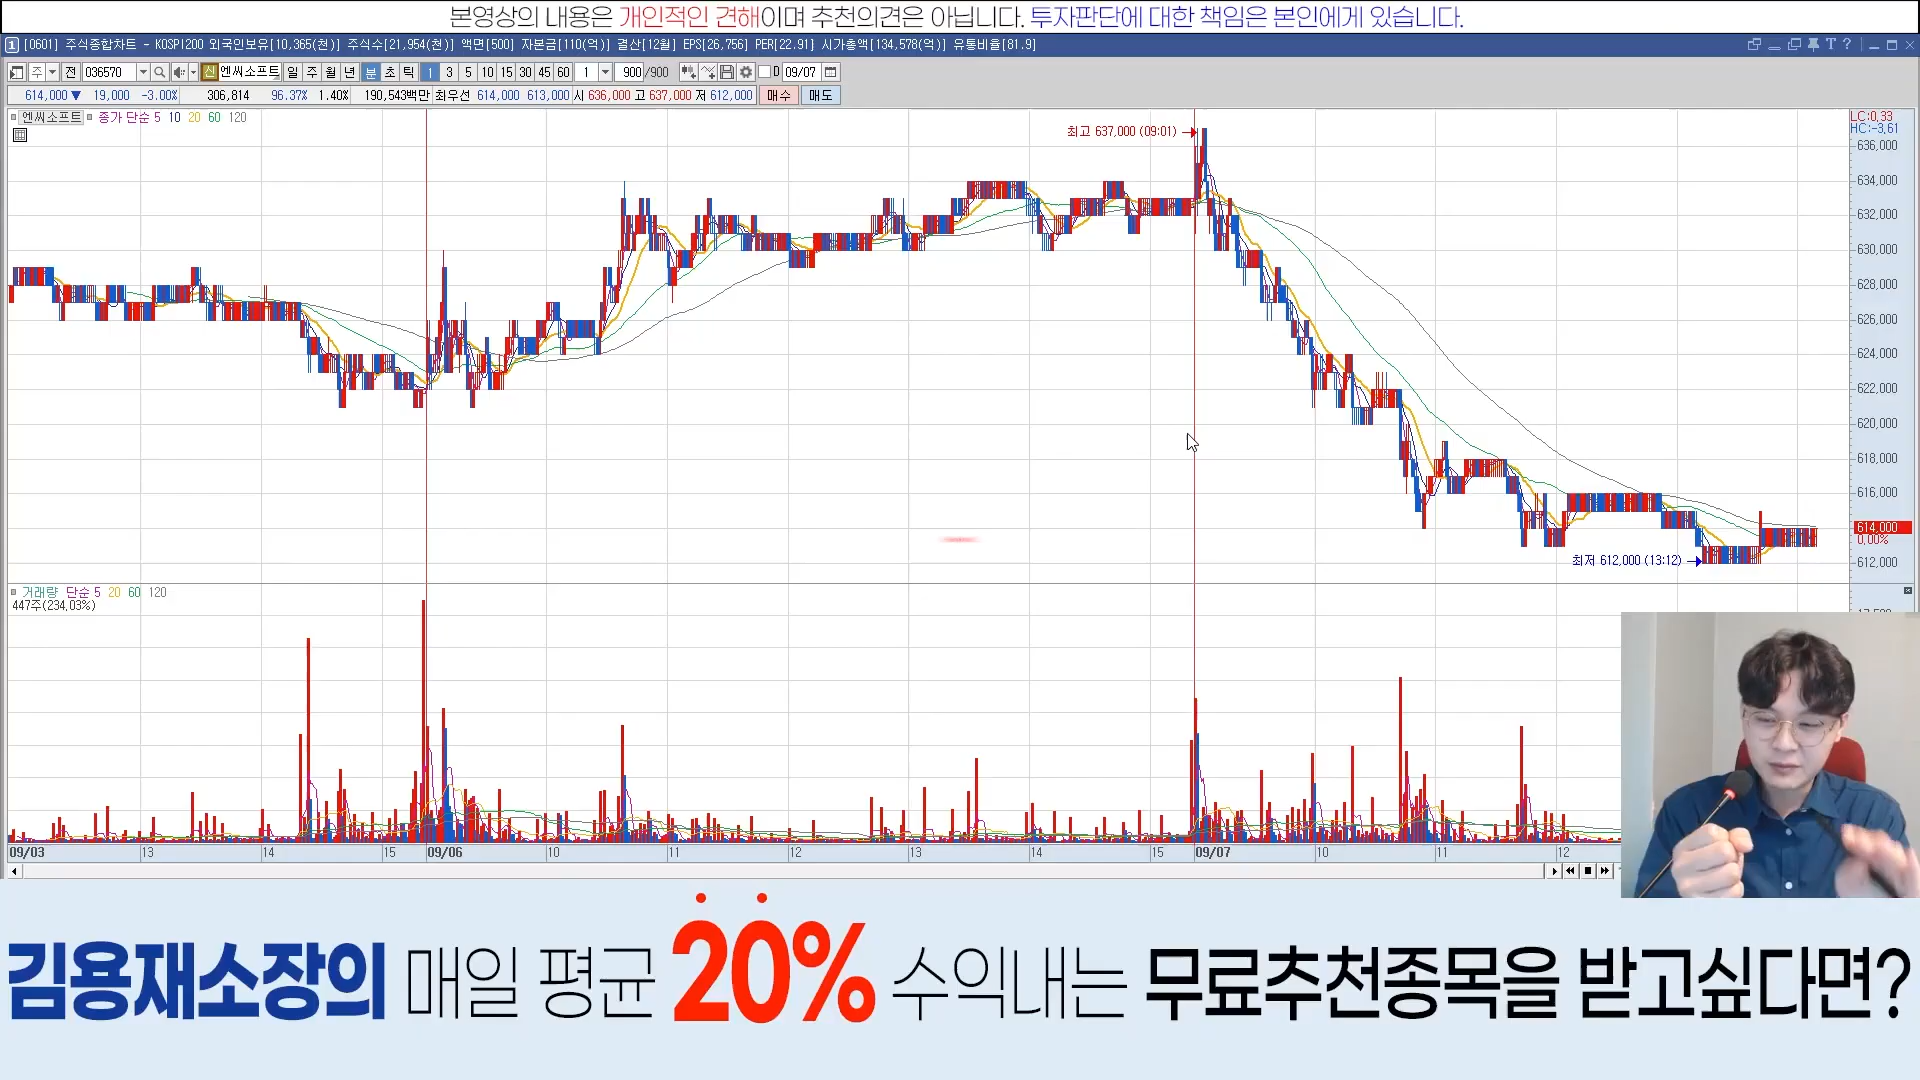 본영상의 내용은 개인적인 견해이며 추천의견은 아닙니다. 투자판단에 대한 책임은 본인에게 있습니다.
1 [0601] 주식종합차트 - KOSPI200 외국인보유[10,365(천)] 주식수[21,954(천)] 액면[500] 자본금[110(억)] 결산[12월] EPS[26,756] PER[22.91] 시가총액[134,578(억)] 유통비율[81.9]
주 전 036570 신 엔씨소프트 일 주 월 년 분 초 틱 1 3 5 10 15 30 45 60 1 900 /900 D 09/07
614,000 ▼ 19,000 -3.00% 306,814 96.37% 1.40% 190,543백만 최우선 614,000 613,000 시 636,000 고 637,000 저 612,000 매수 매도
엔씨소프트 종가 단순 5 10 20 60 120
LC:0.33
HC:-3.61
최고 637,000 (09:01)
636,000
634,000
632,000
630,000
628,000
626,000
624,000
622,000
620,000
618,000
616,000
614,000
0.00%
최저 612,000 (13:12)
612,000
거래량 단순 5 20 60 120
447주(234.03%)
09/03 13 14 15 09/06 10 11 12 13 14 15 09/07 10 11 12
김용재소장의 매일 평균 20% 수익내는 무료추천종목을 받고싶다면?